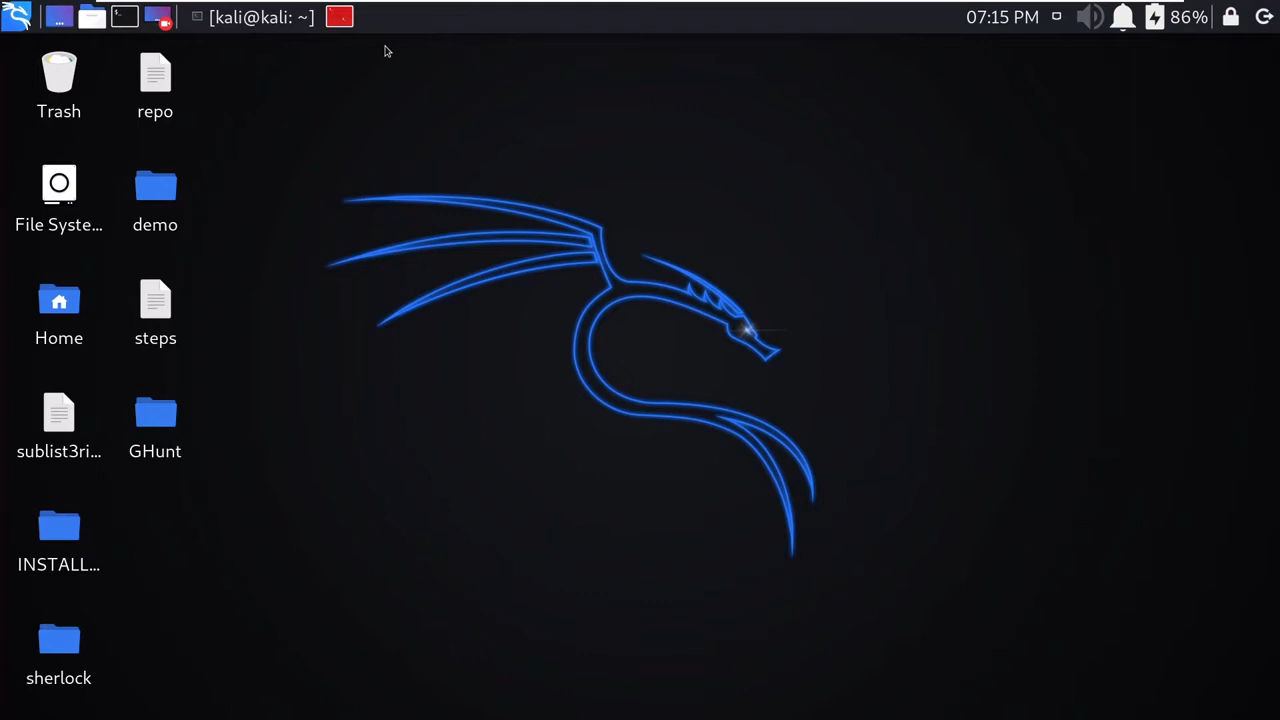 [kali@kali: ~]
07:15 PM
86%
Trash
repo
File Syste...
demo
Home
steps
sublist3ri...
GHunt
INSTALL...
sherlock